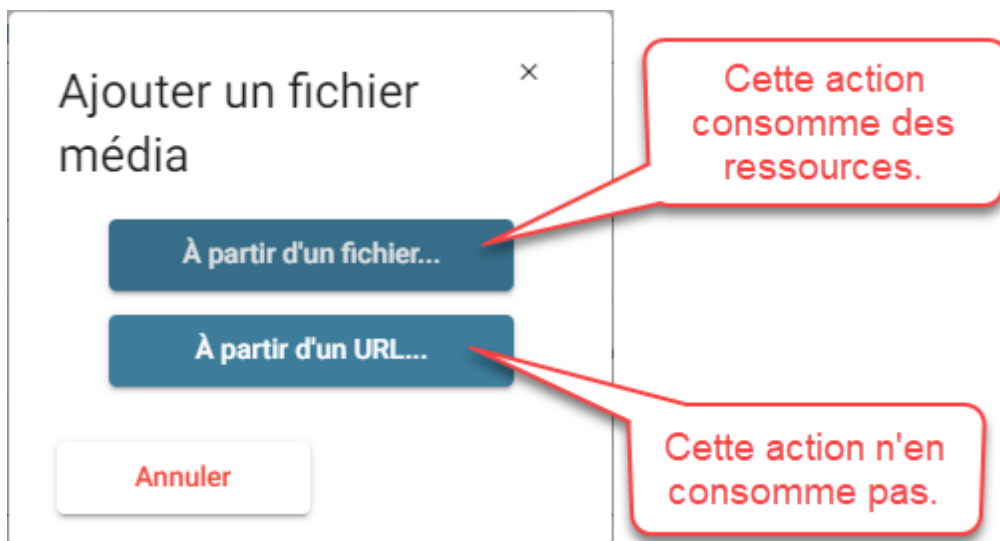 Ajouter un fichier
média
×
À partir d'un fichier...
À partir d'un URL...
Annuler
Cette action
consomme des
ressources.
Cette action n'en
consomme pas.